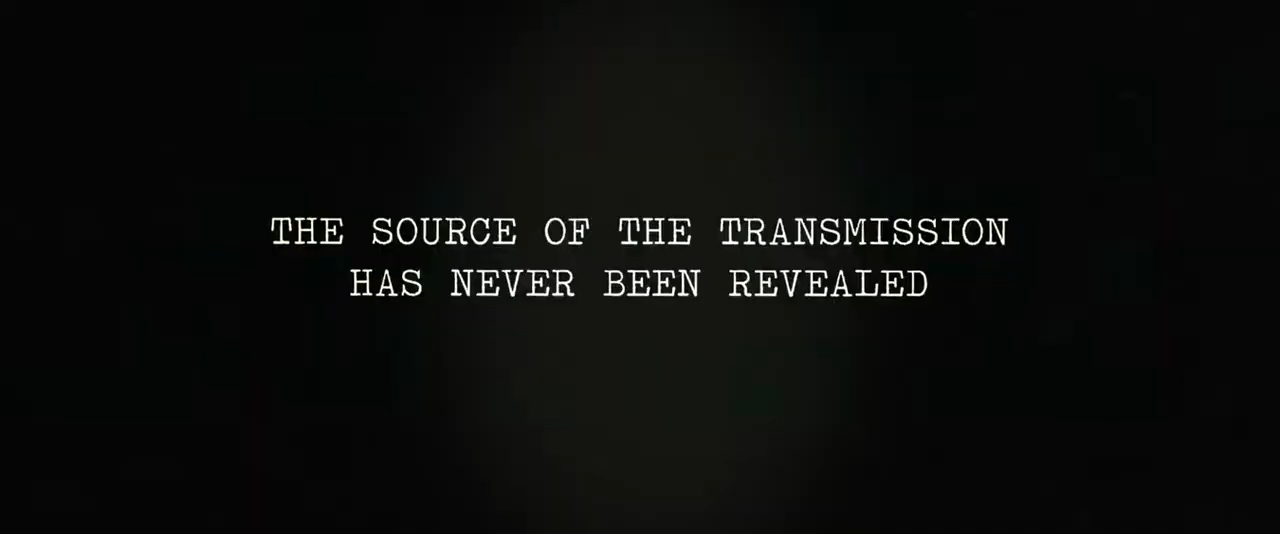 THE SOURCE OF THE TRANSMISSION
HAS NEVER BEEN REVEALED